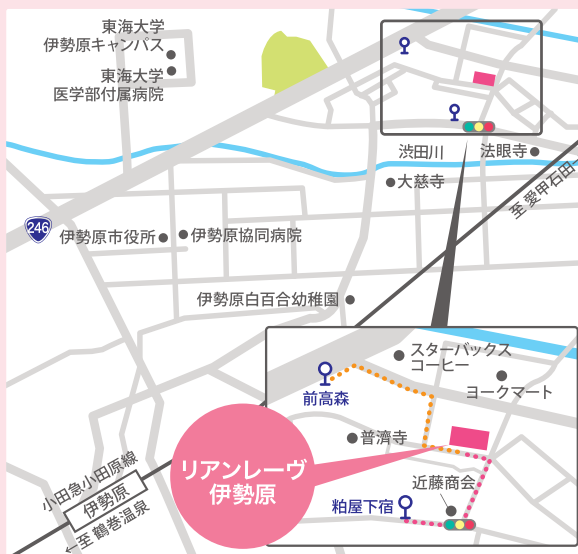 東海大学
伊勢原キャンパス
東海大学
医学部付属病院
渋田川
法眼寺
大慈寺
至 愛甲石田→
246
伊勢原市役所
伊勢原協同病院
伊勢原白百合幼稚園
スターバックス
コーヒー
ヨークマート
前高森
普濟寺
リアンレーヴ
伊勢原
近藤商会
粕屋下宿
小田急小田原線
伊勢原
←至 鶴巻温泉